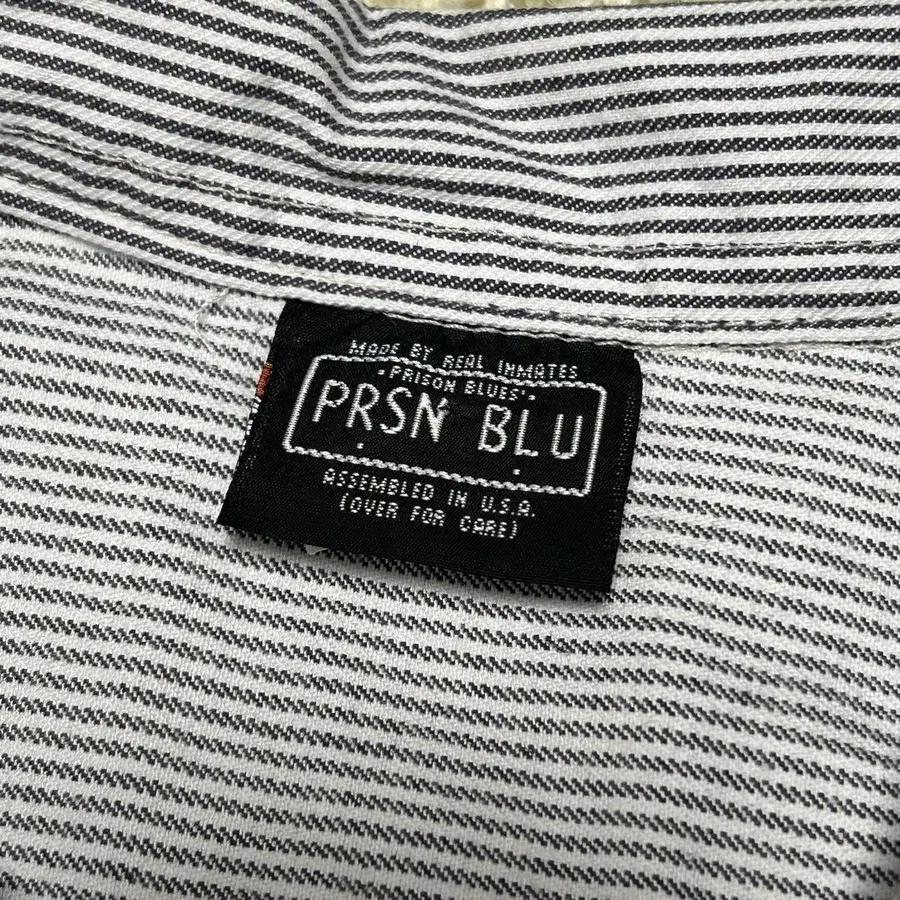 MADE BY REAL INMATES
·PRISON BLUES'·
PRSN BLU
ASSEMBLED IN U.S.A.
(OVER FOR CARE)